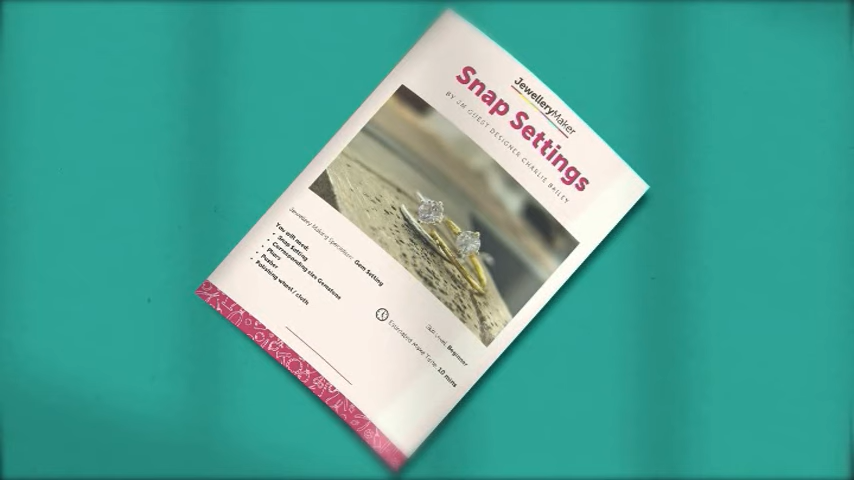 JewelleryMaker
Snap Settings
BY JM GUEST DESIGNER CHARLIE BAILEY
Jewellery Making Specialism: Gem Setting
You will need:
• Snap Setting
• Corresponding size Gemstone
• Pliers
• Pusher
• Polishing wheel / cloth
Skill Level: Beginner
Estimated Make Time: 10 mins